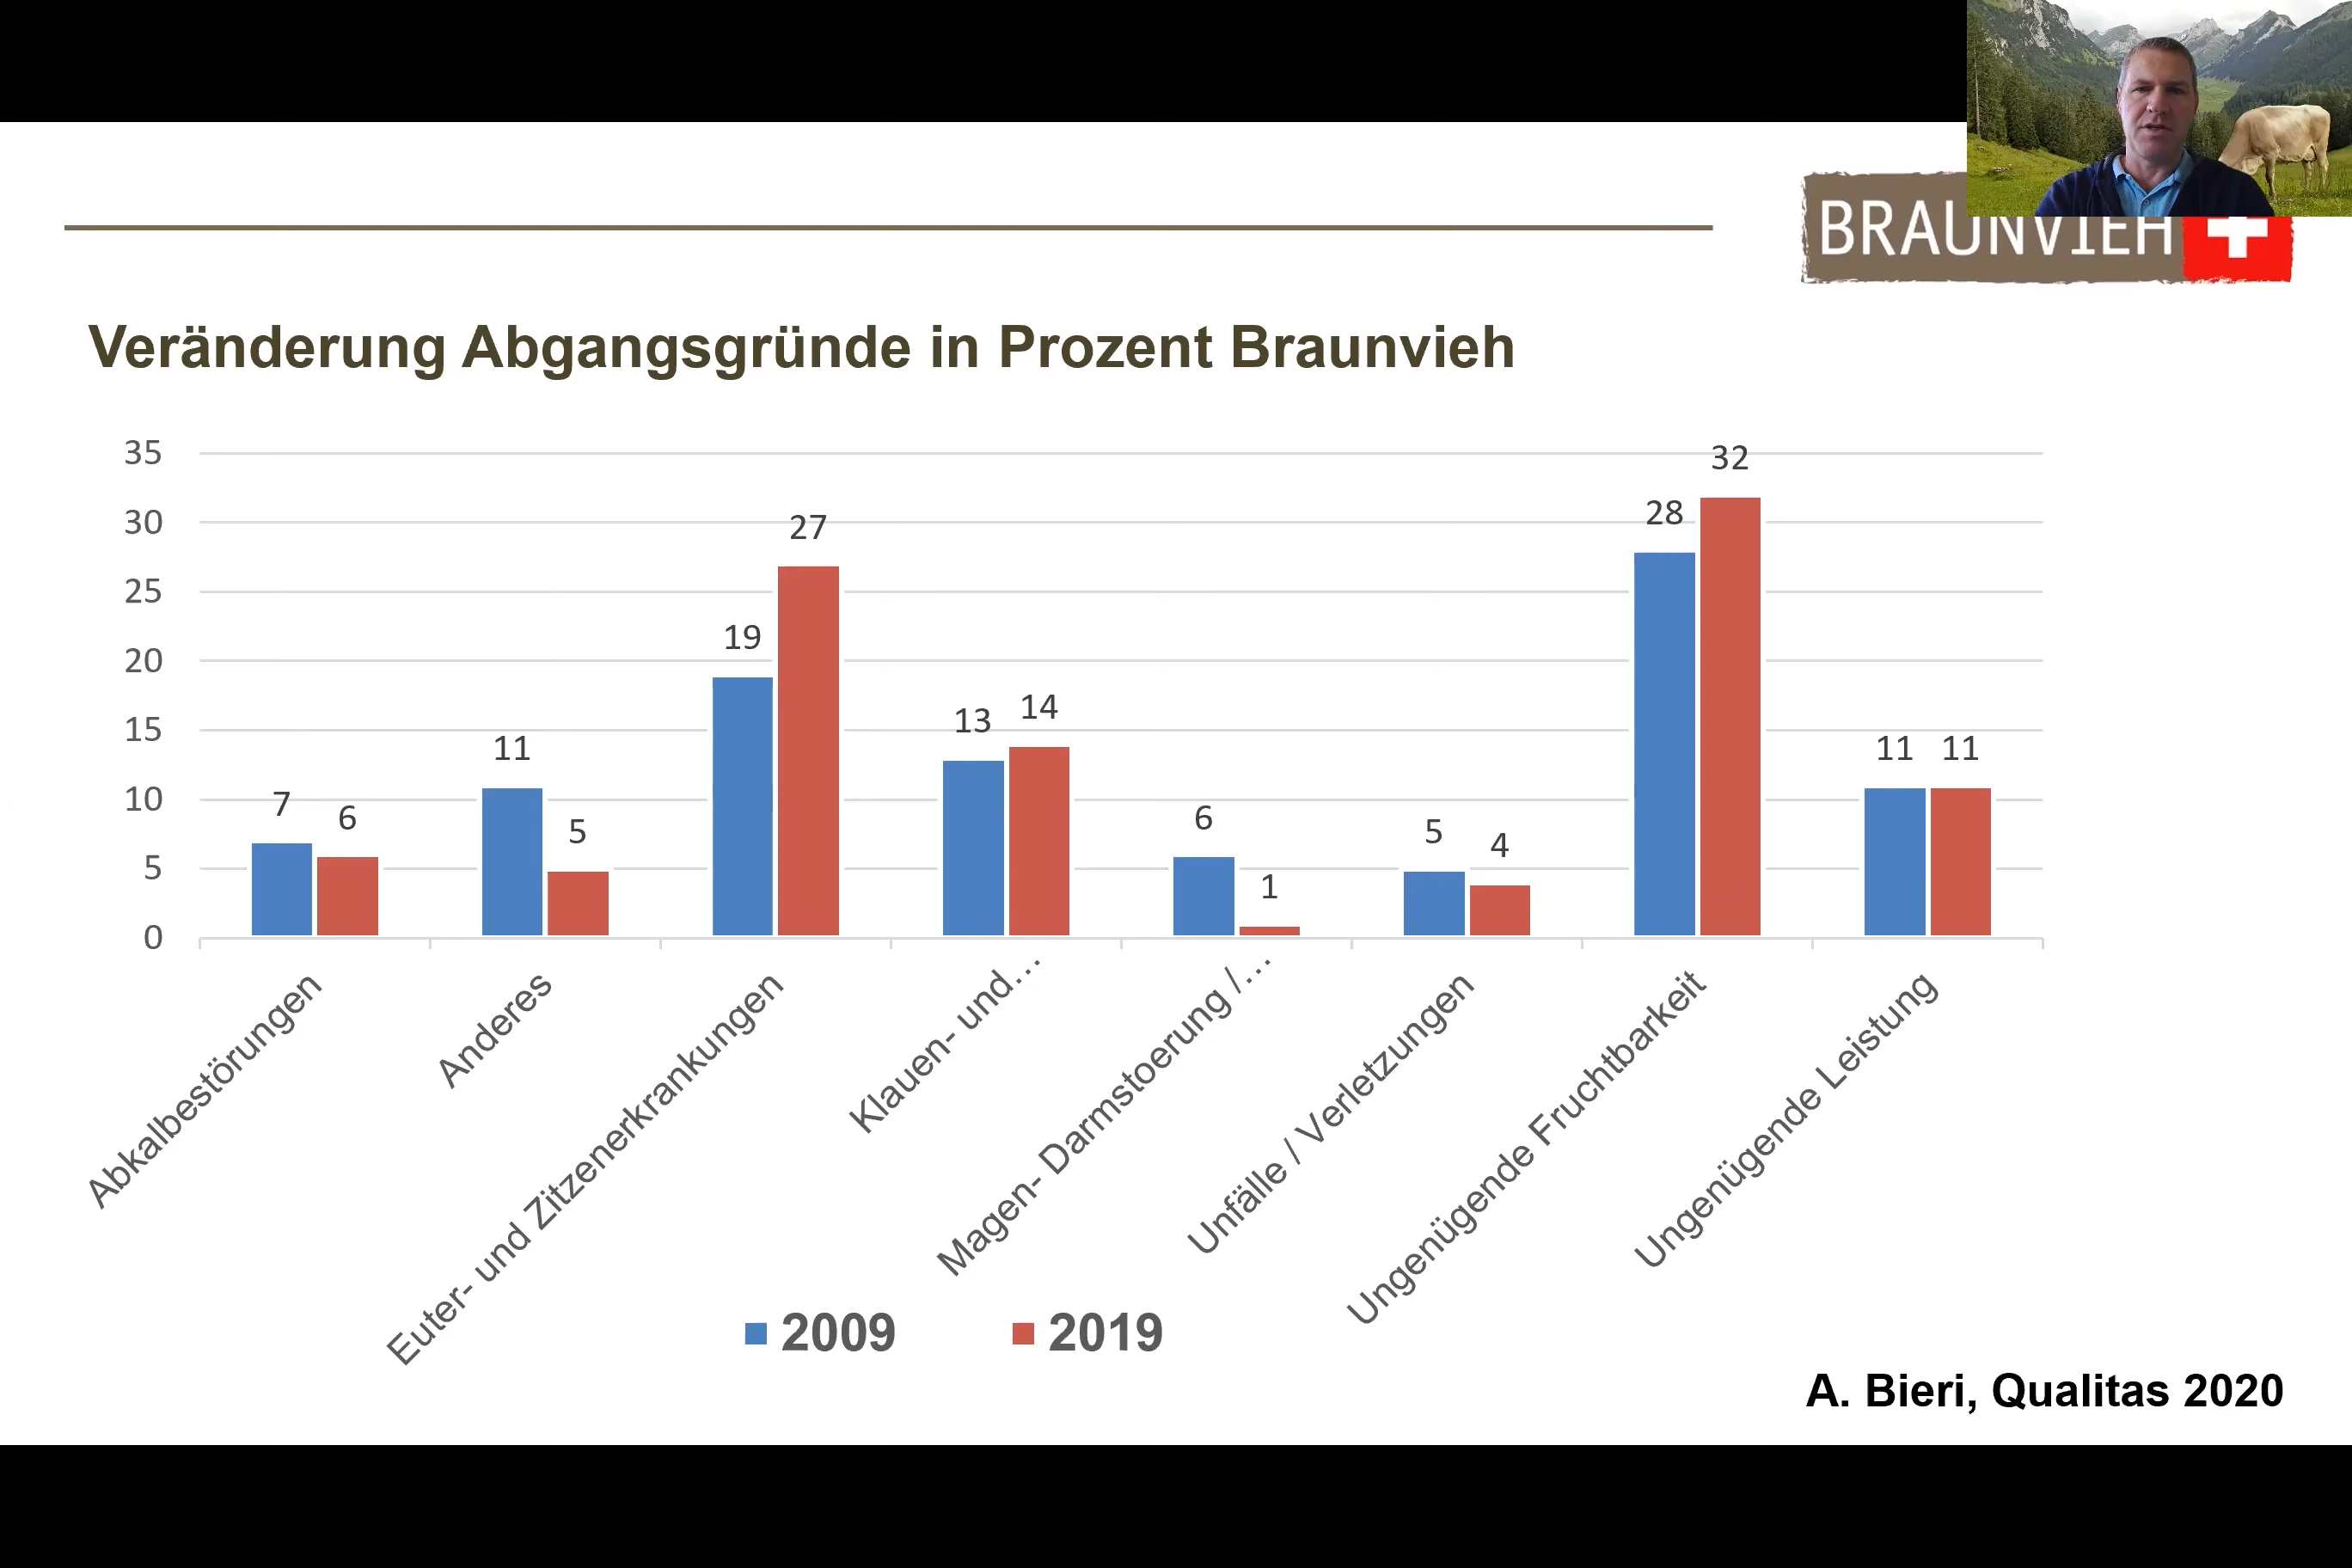 BRAUNVIEH
Veränderung Abgangsgründe in Prozent Braunvieh
35
30
25
20
15
10
5
0
7
6
11
5
19
27
13
14
6
1
5
4
28
32
11
11
Abkalbestörungen
Anderes
Euter- und Zitzenerkrankungen
Klauen- und...
Magen- Darmstoerung /...
Unfälle / Verletzungen
Ungenügende Fruchtbarkeit
Ungenügende Leistung
2009
2019
A. Bieri, Qualitas 2020